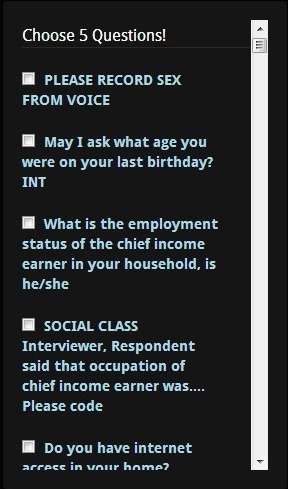 Choose 5 Questions!
PLEASE RECORD SEX
FROM VOICE
May I ask what age you
were on your last birthday?
INT
What is the employment
status of the chief income
earner in your household, is
he/she
SOCIAL CLASS
Interviewer, Respondent
said that occupation of
chief income earner was....
Please code
Do you have internet
access in your home?